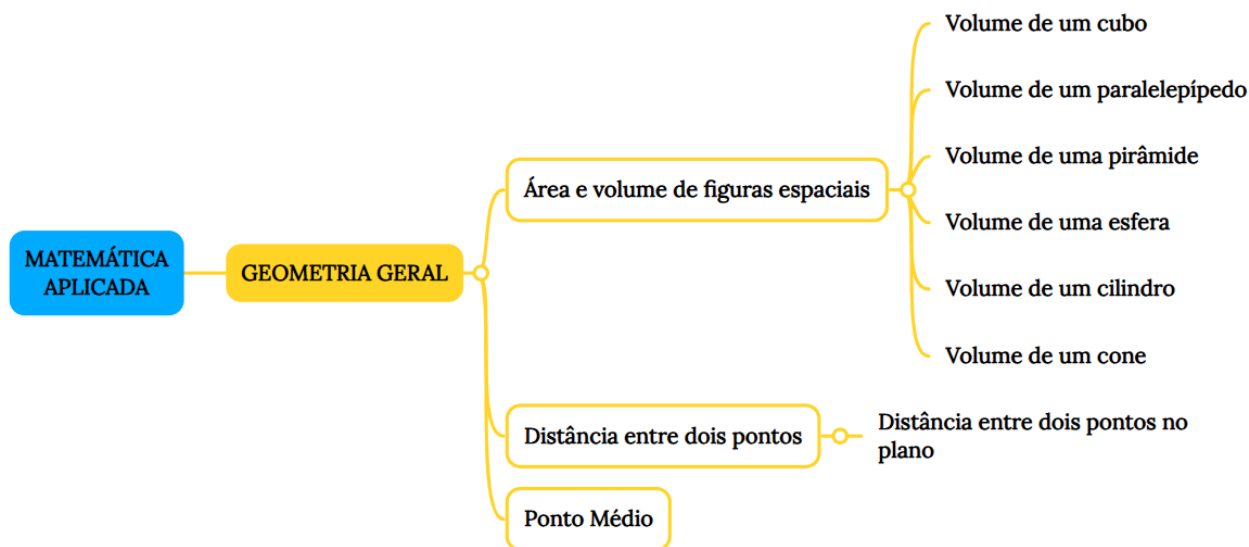 MATEMÁTICA
APLICADA
GEOMETRIA GERAL
Área e volume de figuras espaciais
Volume de um cubo
Volume de um paralelepípedo
Volume de uma pirâmide
Volume de uma esfera
Volume de um cilindro
Volume de um cone
Distância entre dois pontos
Distância entre dois pontos no
plano
Ponto Médio